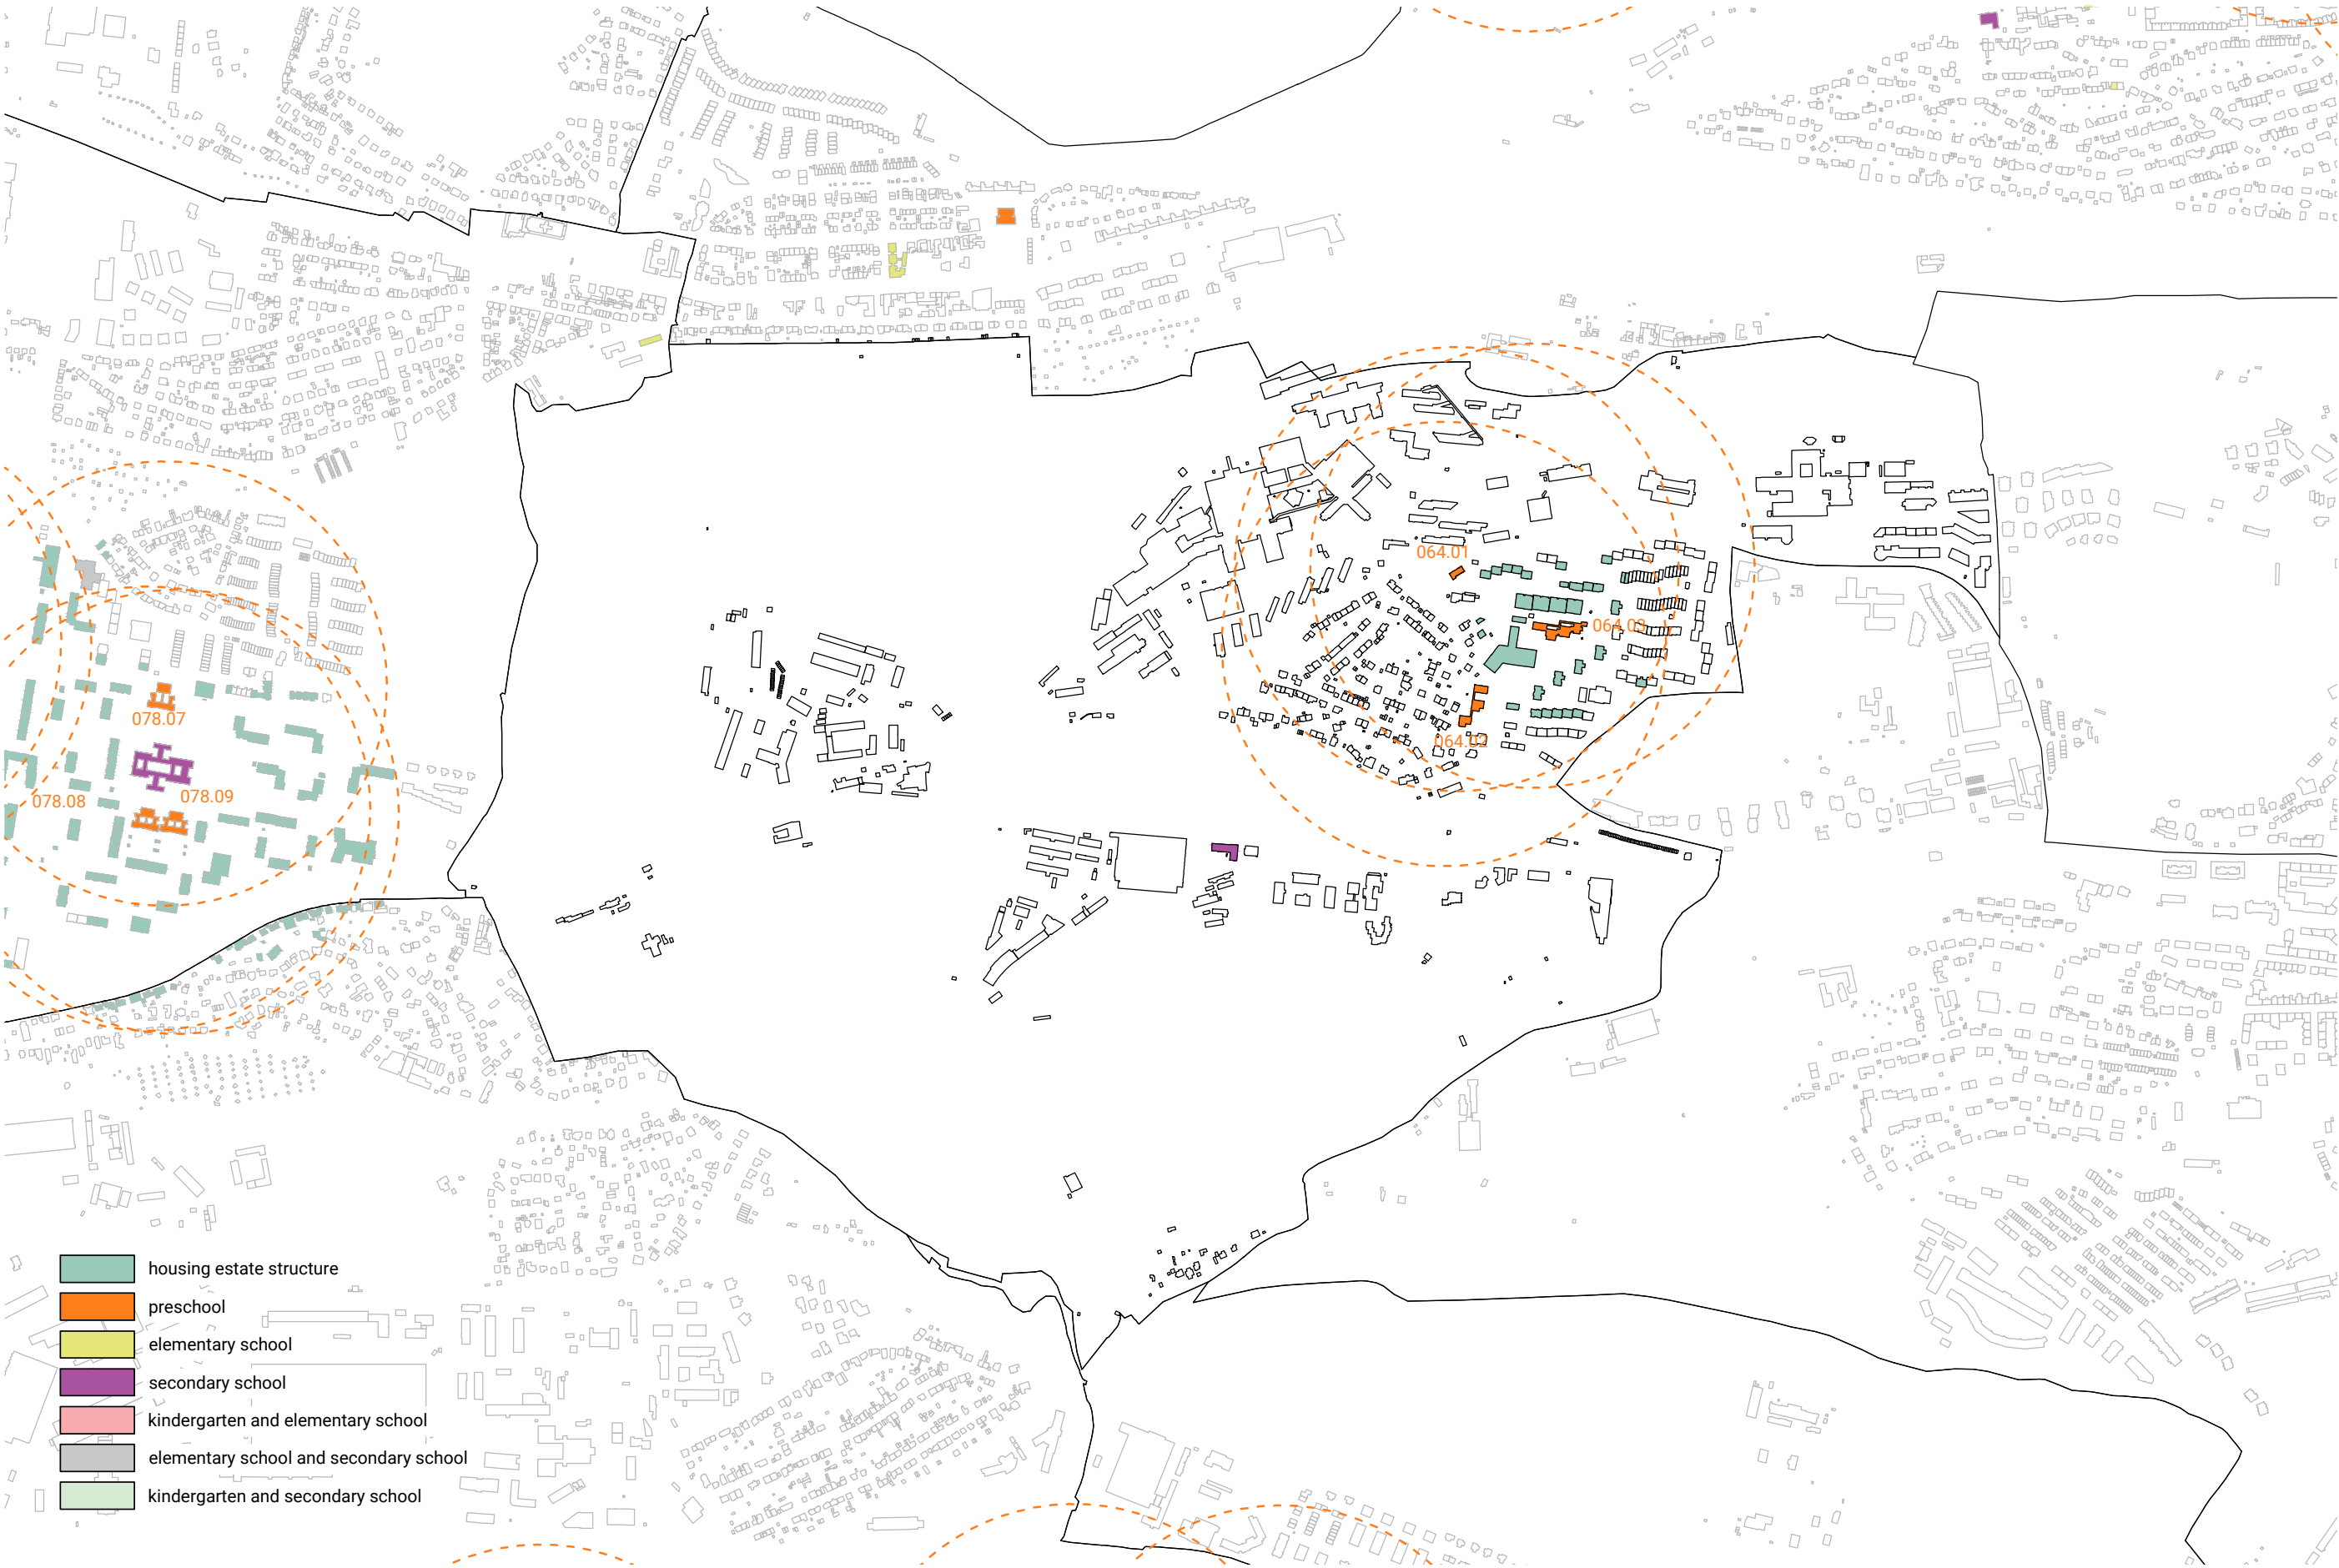 064.01
064.03
078.07
064.02
078.09
078.08
housing estate structure
preschool
elementary school
secondary school
kindergarten and elementary school
elementary school and secondary school
kindergarten and secondary school